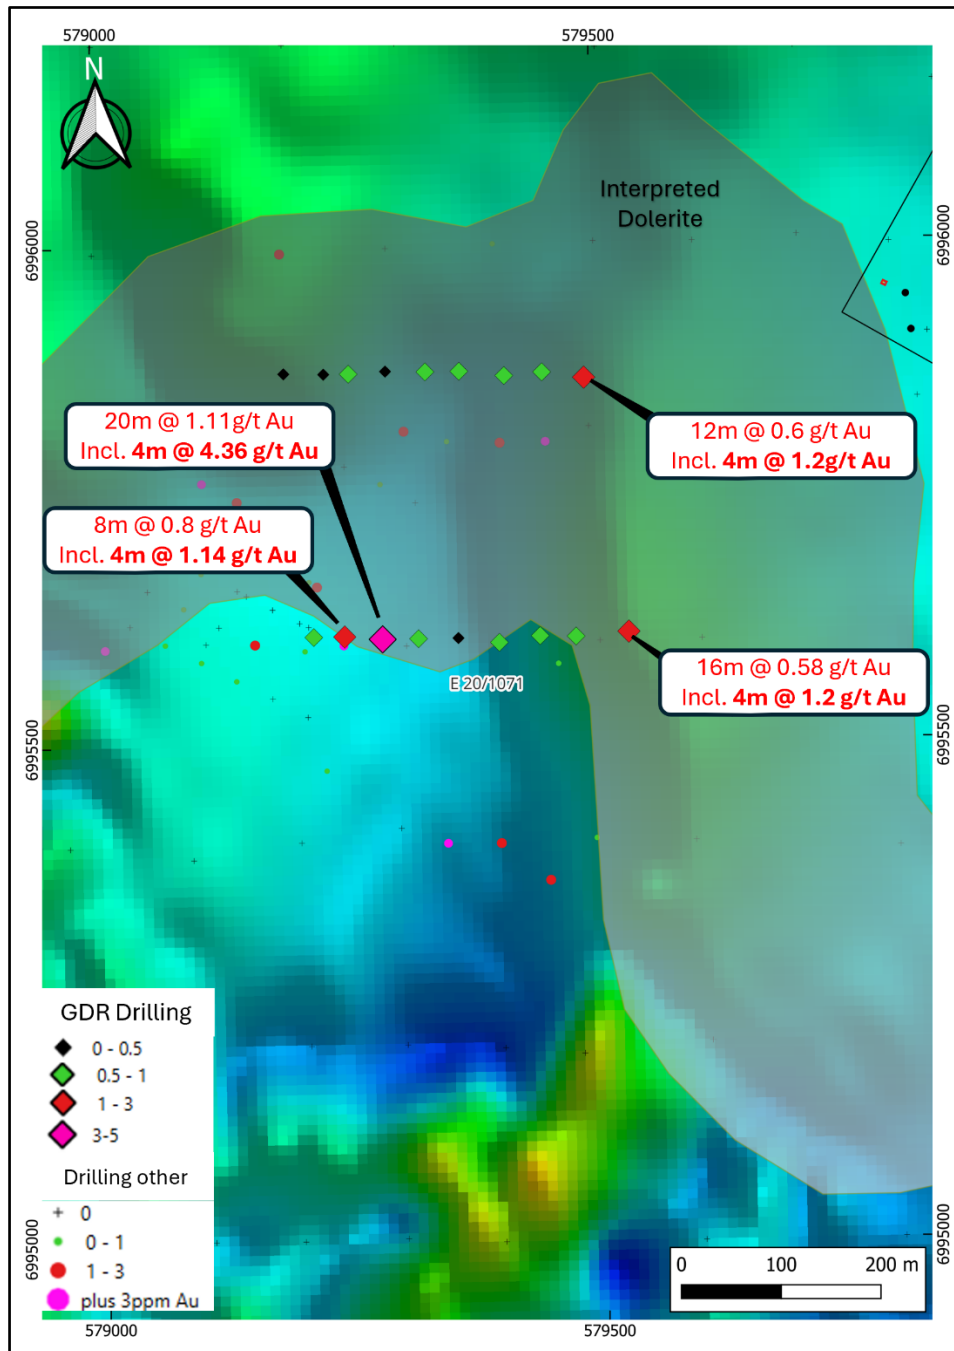 579000
579500
N
Interpreted
Dolerite
6996000
6996000
20m @ 1.11g/t Au
Incl. 4m @ 4.36 g/t Au
12m @ 0.6 g/t Au
Incl. 4m @ 1.2g/t Au
8m @ 0.8 g/t Au
Incl. 4m @ 1.14 g/t Au
16m @ 0.58 g/t Au
Incl. 4m @ 1.2 g/t Au
E 20/1071
6995500
6995500
GDR Drilling
0 - 0.5
0.5 - 1
1 - 3
3-5
Drilling other
0
0 - 1
1 - 3
plus 3ppm Au
6995000
6995000
0 100 200 m
579000
579500